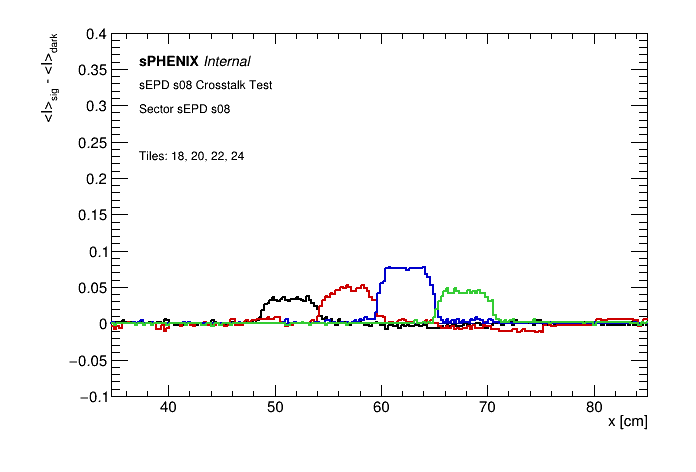 <I>sig - <I>dark
0.4
0.35
0.3
0.25
0.2
0.15
0.1
0.05
0
−0.05
−0.1
sPHENIX Internal
sEPD s08 Crosstalk Test
Sector sEPD s08
Tiles: 18, 20, 22, 24
40 50 60 70 80
x [cm]